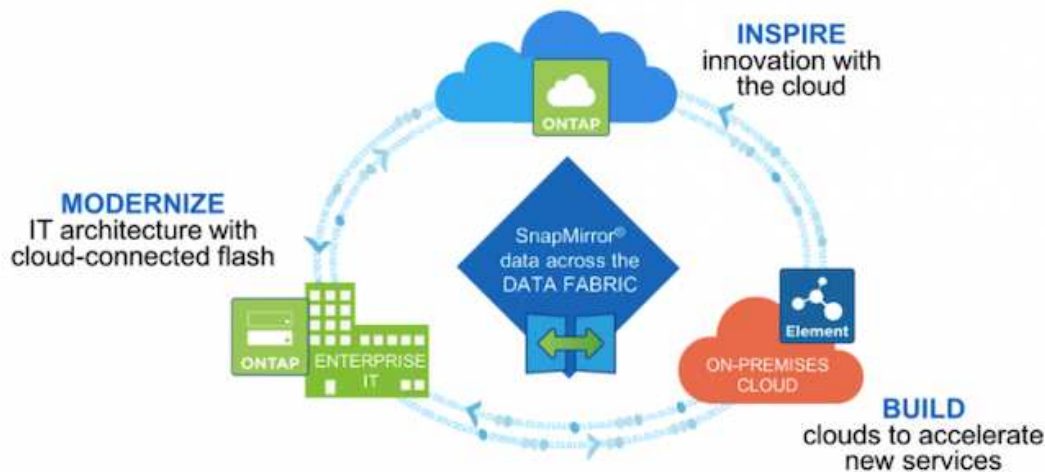 INSPIRE
innovation with
the cloud
ONTAP
MODERNIZE
IT architecture with
cloud-connected flash
SnapMirror®
data across the
DATA FABRIC
ONTAP
ENTERPRISE
IT
Element
ON-PREMISES
CLOUD
BUILD
clouds to accelerate
new services